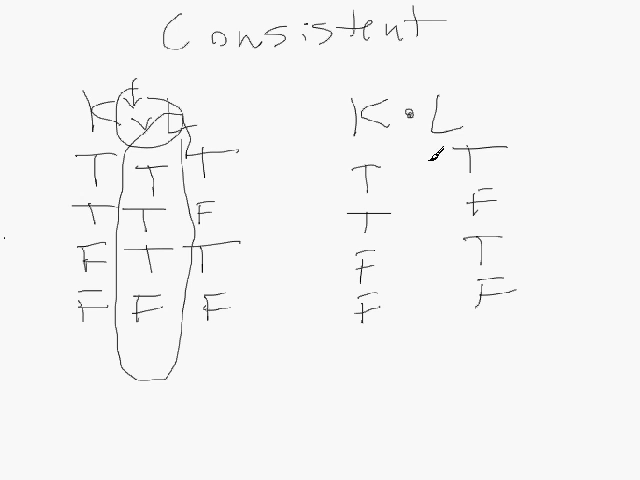 Consistent
K v L K • L
T T T T T
T T F T F
F T T F T
F F F F F